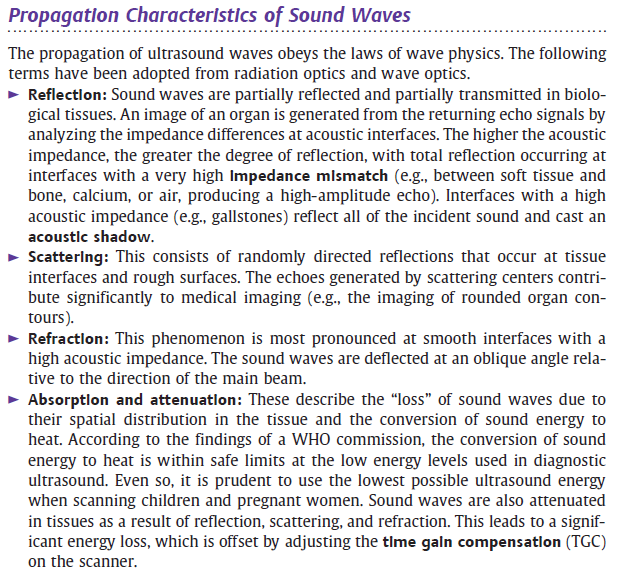 Propagation Characteristics of Sound Waves
The propagation of ultrasound waves obeys the laws of wave physics. The following
terms have been adopted from radiation optics and wave optics.
► Reflection: Sound waves are partially reflected and partially transmitted in biolo-
gical tissues. An image of an organ is generated from the returning echo signals by
analyzing the impedance differences at acoustic interfaces. The higher the acoustic
impedance, the greater the degree of reflection, with total reflection occurring at
interfaces with a very high impedance mismatch (e.g., between soft tissue and
bone, calcium, or air, producing a high-amplitude echo). Interfaces with a high
acoustic impedance (e.g., gallstones) reflect all of the incident sound and cast an
acoustic shadow.
► Scattering: This consists of randomly directed reflections that occur at tissue
interfaces and rough surfaces. The echoes generated by scattering centers contri-
bute significantly to medical imaging (e.g., the imaging of rounded organ con-
tours).
► Refraction: This phenomenon is most pronounced at smooth interfaces with a
high acoustic impedance. The sound waves are deflected at an oblique angle rela-
tive to the direction of the main beam.
► Absorption and attenuation: These describe the “loss” of sound waves due to
their spatial distribution in the tissue and the conversion of sound energy to
heat. According to the findings of a WHO commission, the conversion of sound
energy to heat is within safe limits at the low energy levels used in diagnostic
ultrasound. Even so, it is prudent to use the lowest possible ultrasound energy
when scanning children and pregnant women. Sound waves are also attenuated
in tissues as a result of reflection, scattering, and refraction. This leads to a signif-
icant energy loss, which is offset by adjusting the time gain compensation (TGC)
on the scanner.